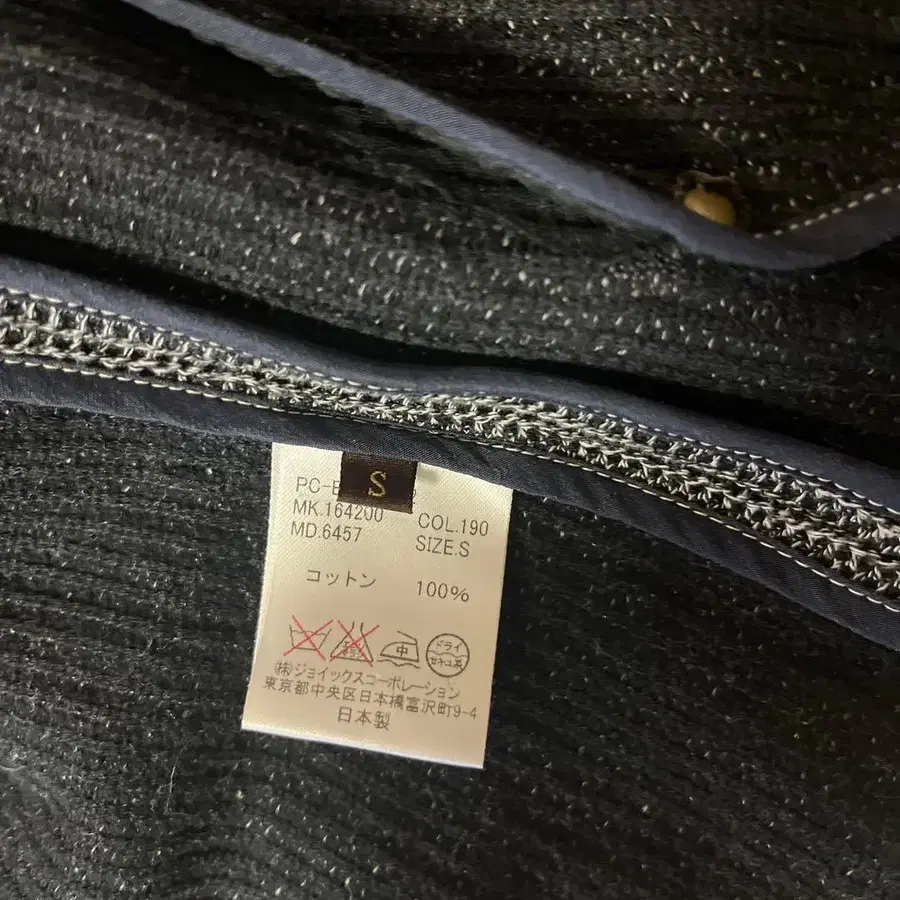 S
PC-
MK.164200
COL.190
MD.6457
SIZE.S
コットン 100%
中
ドライ
セキユ系
(株)ジョイックスコーポレーション
東京都中央区日本橋富沢町9-4
日本製